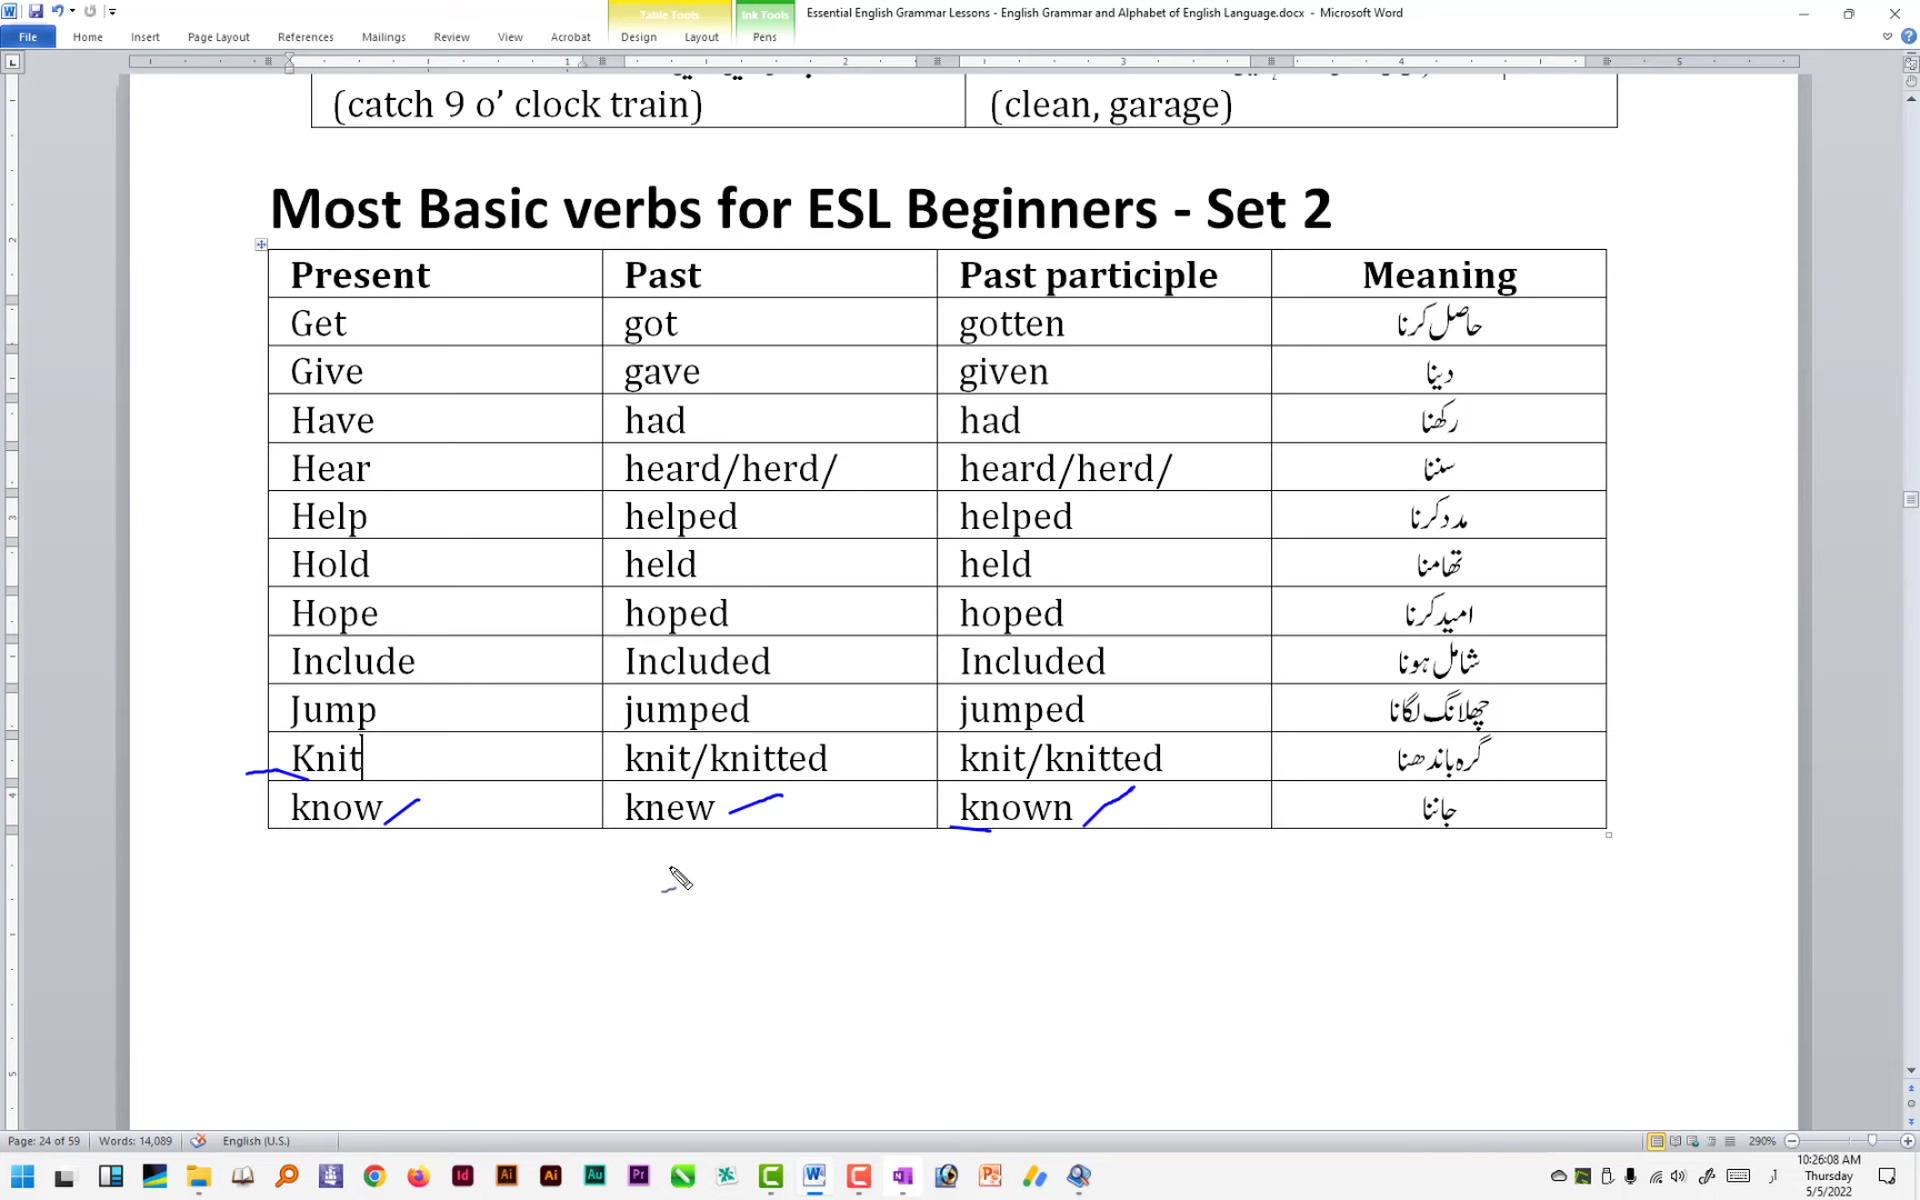 Table Tools
Ink Tools
Essential English Grammar Lessons - English Grammar and Alphabet of English Language.docx - Microsoft Word
File Home Insert Page Layout References Mailings Review View Acrobat Design Layout Pens
1 2 3 4 5
(catch 9 o’ clock train) (clean, garage)
Most Basic verbs for ESL Beginners - Set 2
Present Past Past participle Meaning
Get got gotten حاصل کرنا
Give gave given دینا
Have had had رکھنا
Hear heard/herd/ heard/herd/ سننا
Help helped helped مدد کرنا
Hold held held تھامنا
Hope hoped hoped امید کرنا
Include Included Included شامل ہونا
Jump jumped jumped چھلانگ لگانا
Knit knit/knitted knit/knitted گرہ باندھنا
know knew known جاننا
Page: 24 of 59 Words: 14,089 English (U.S.) 290%
10:26:08 AM
Thursday
5/5/2022